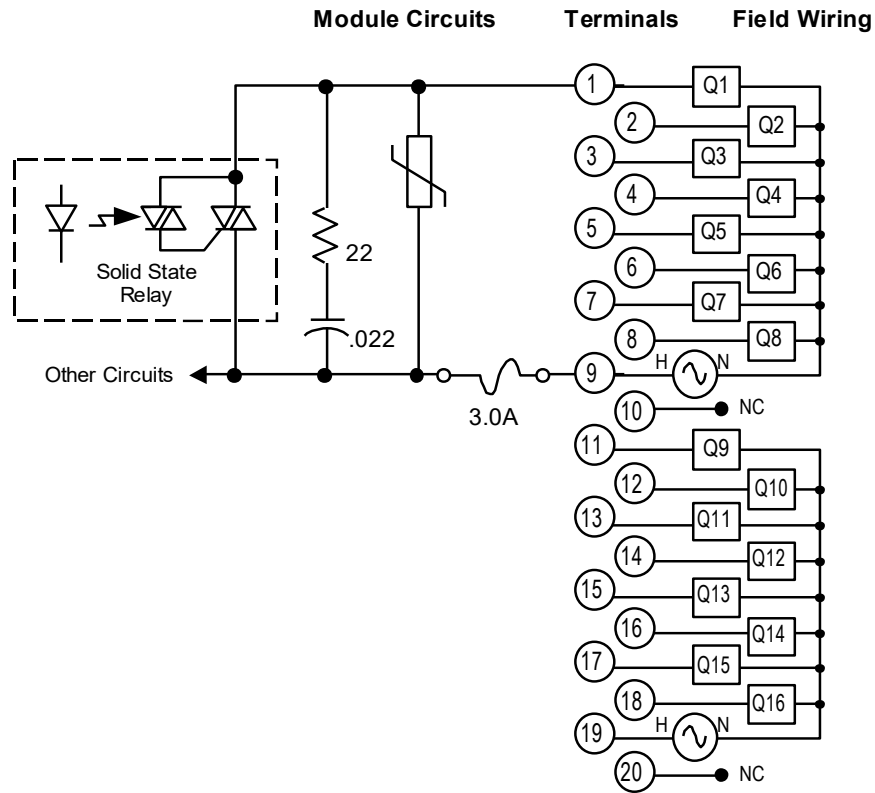 Module Circuits Terminals Field Wiring
1 Q1
2 Q2
3 Q3
4 Q4
5 Q5
6 Q6
7 Q7
8 Q8
Solid State
Relay
22
.022
Other Circuits
3.0A
9 H N
10 NC
11 Q9
12 Q10
13 Q11
14 Q12
15 Q13
16 Q14
17 Q15
18 Q16
19 H N
20 NC